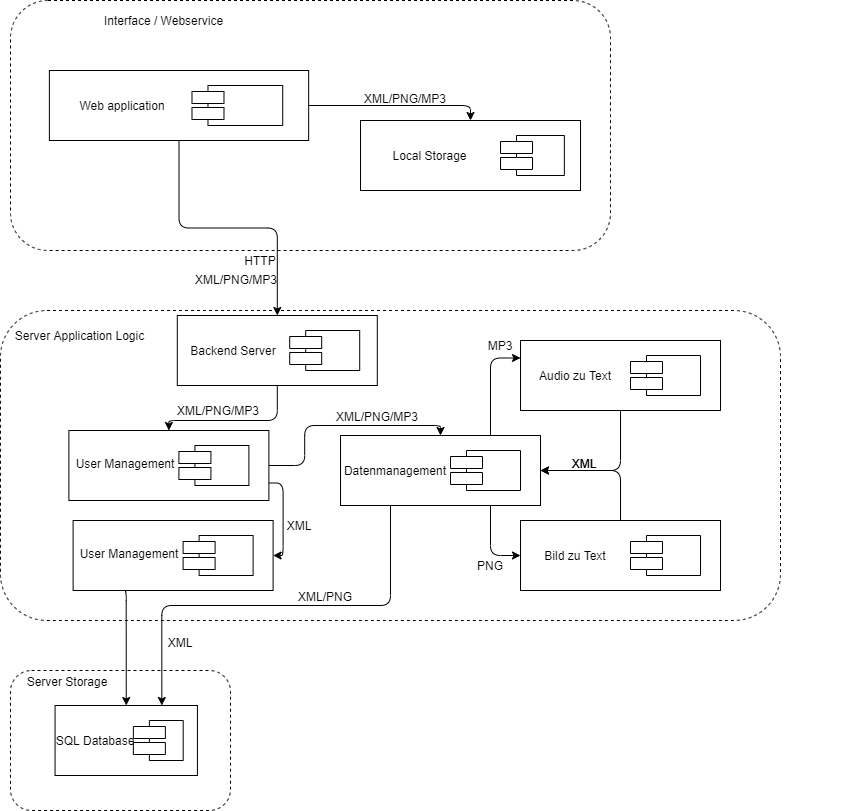 Interface / Webservice
Web application
XML/PNG/MP3
Local Storage
HTTP
XML/PNG/MP3
Server Application Logic
Backend Server
MP3
Audio zu Text
XML/PNG/MP3
XML/PNG/MP3
User Management
Datenmanagement
XML
XML
User Management
Bild zu Text
PNG
XML/PNG
XML
Server Storage
SQL Database